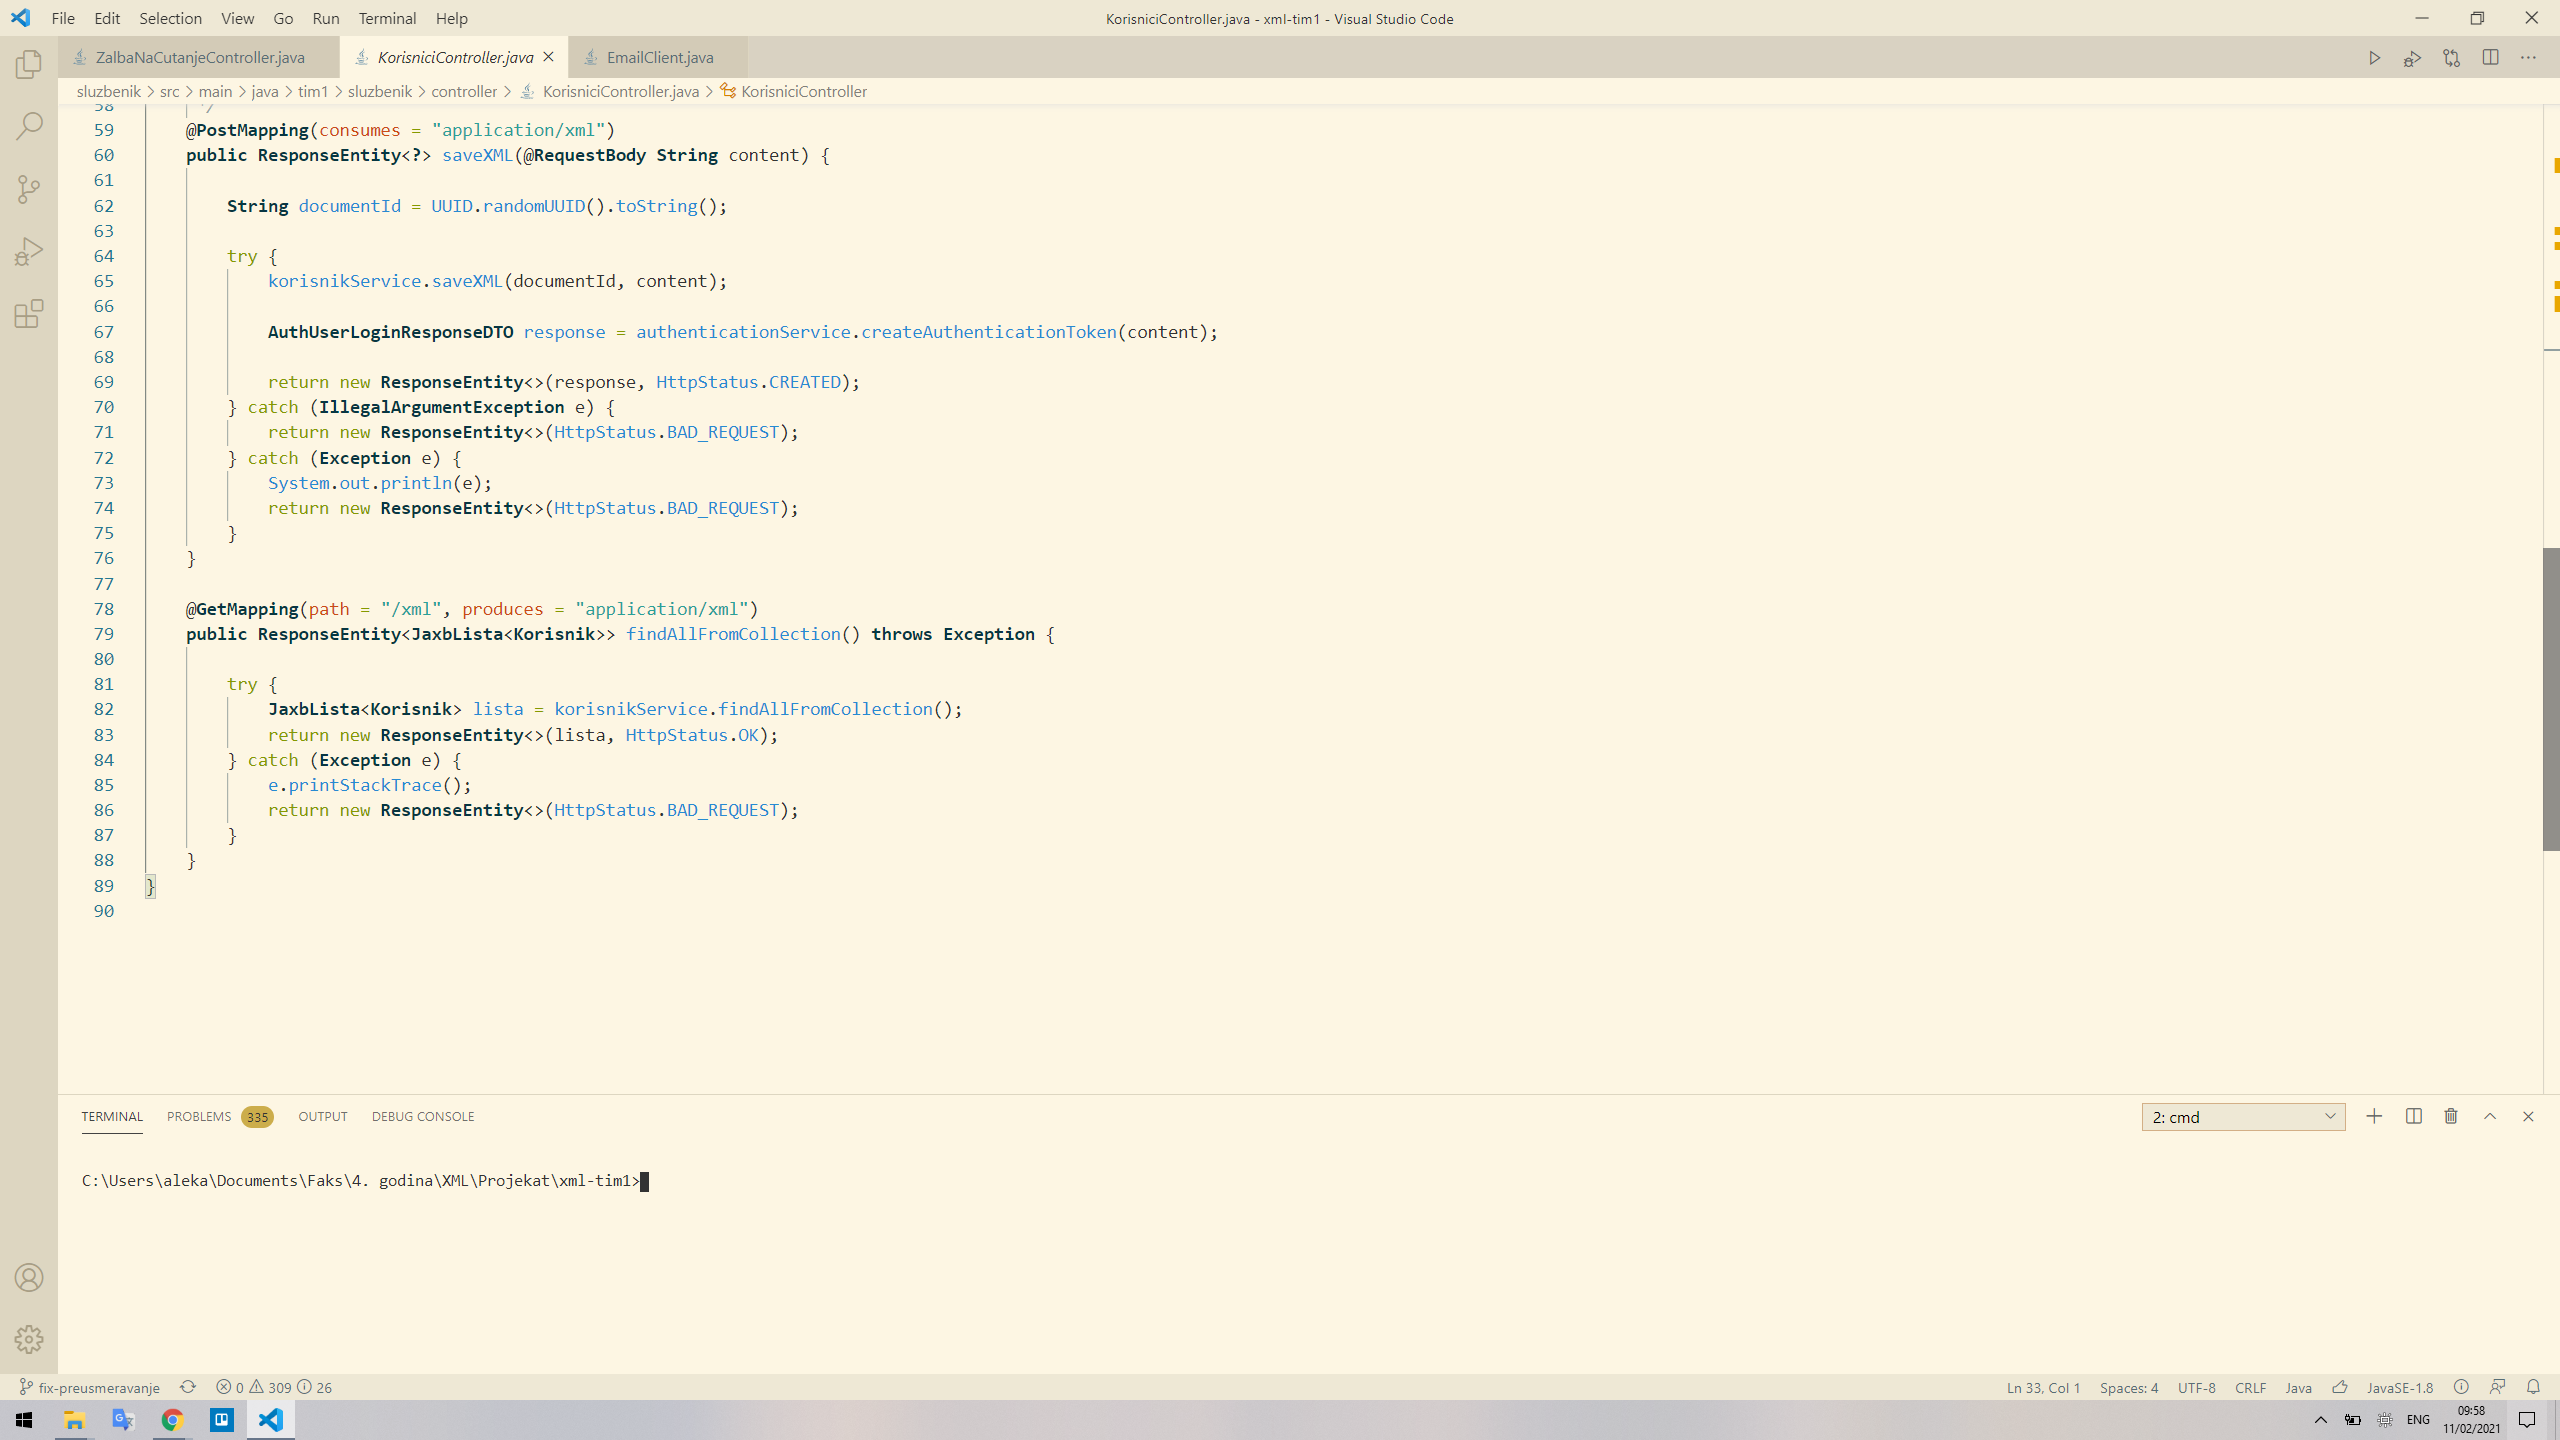 File Edit Selection View Go Run Terminal Help
KorisniciController.java - xml-tim1 - Visual Studio Code
ZalbaNaCutanjeController.java KorisniciController.java EmailClient.java
sluzbenik > src > main > java > tim1 > sluzbenik > controller > KorisniciController.java > KorisniciController
58 */
59 @PostMapping(consumes = "application/xml")
60 public ResponseEntity<?> saveXML(@RequestBody String content) {
61
62 String documentId = UUID.randomUUID().toString();
63
64 try {
65 korisnikService.saveXML(documentId, content);
66
67 AuthUserLoginResponseDTO response = authenticationService.createAuthenticationToken(content);
68
69 return new ResponseEntity<>(response, HttpStatus.CREATED);
70 } catch (IllegalArgumentException e) {
71 return new ResponseEntity<>(HttpStatus.BAD_REQUEST);
72 } catch (Exception e) {
73 System.out.println(e);
74 return new ResponseEntity<>(HttpStatus.BAD_REQUEST);
75 }
76 }
77
78 @GetMapping(path = "/xml", produces = "application/xml")
79 public ResponseEntity<JaxbLista<Korisnik>> findAllFromCollection() throws Exception {
80
81 try {
82 JaxbLista<Korisnik> lista = korisnikService.findAllFromCollection();
83 return new ResponseEntity<>(lista, HttpStatus.OK);
84 } catch (Exception e) {
85 e.printStackTrace();
86 return new ResponseEntity<>(HttpStatus.BAD_REQUEST);
87 }
88 }
89 }
90
TERMINAL PROBLEMS 335 OUTPUT DEBUG CONSOLE
2: cmd
C:\Users\aleka\Documents\Faks\4. godina\XML\Projekat\xml-tim1>
fix-preusmeravanje 0 309 26
Ln 33, Col 1 Spaces: 4 UTF-8 CRLF Java JavaSE-1.8
ENG
09:58
11/02/2021